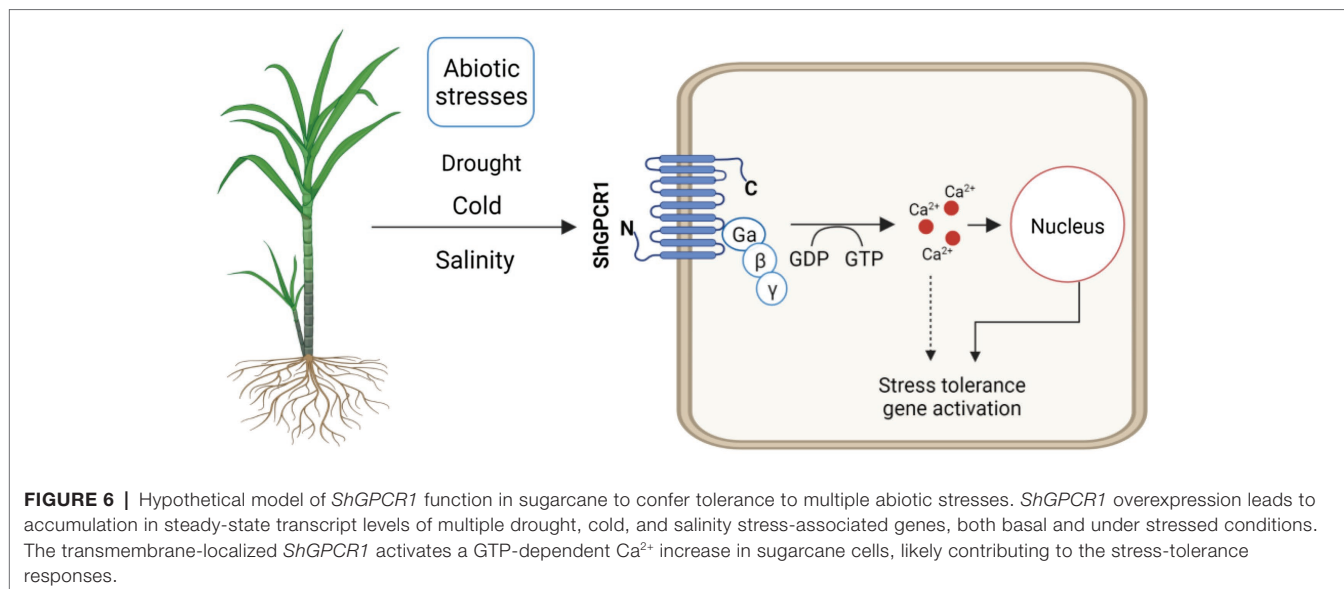 Abiotic
stresses
Drought
Cold
Salinity
ShGPCR1
N
C
Ga
β
γ
GDP GTP
Ca²⁺
Ca²⁺
Ca²⁺
Nucleus
Stress tolerance
gene activation
FIGURE 6 | Hypothetical model of ShGPCR1 function in sugarcane to confer tolerance to multiple abiotic stresses. ShGPCR1 overexpression leads to
accumulation in steady-state transcript levels of multiple drought, cold, and salinity stress-associated genes, both basal and under stressed conditions.
The transmembrane-localized ShGPCR1 activates a GTP-dependent Ca²⁺ increase in sugarcane cells, likely contributing to the stress-tolerance
responses.